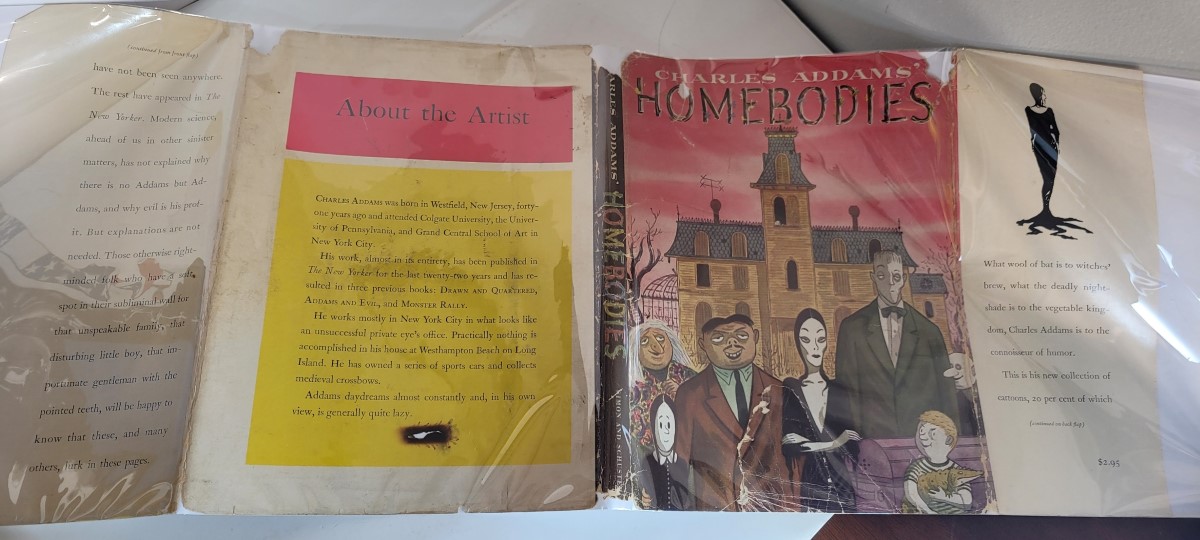 (continued from front flap)
have not been seen anywhere.
The rest have appeared in The
New Yorker. Modern science,
ahead of us in other sinister
matters, has not explained why
there is no Addams but Ad-
dams, and why evil is his prof-
it. But explanations are not
needed. Those otherwise right-
minded folk who have a soft
spot in their subliminal wall for
that unspeakable family, that
disturbing little boy, that im-
portunate gentleman with the
pointed teeth, will be happy to
know that these, and many
others, lurk in these pages.
About the Artist
CHARLES ADDAMS was born in Westfield, New Jersey, forty-
one years ago and attended Colgate University, the Univer-
sity of Pennsylvania, and Grand Central School of Art in
New York City.
His work, almost in its entirety, has been published in
The New Yorker for the last twenty-two years and has re-
sulted in three previous books: DRAWN AND QUARTERED,
ADDAMS AND EVIL, and MONSTER RALLY.
He works mostly in New York City in what looks like
an unsuccessful private eye's office. Practically nothing is
accomplished in his house at Westhampton Beach on Long
Island. He has owned a series of sports cars and collects
medieval crossbows.
Addams daydreams almost constantly and, in his own
view, is generally quite lazy.
ARLES ADDAMS' HOMEBODIES SIMON AND SCHUSTER
CHARLES ADDAMS'
HOMEBODIES
What wool of bat is to witches'
brew, what the deadly night-
shade is to the vegetable king-
dom, Charles Addams is to the
connoisseur of humor.
This is his new collection of
cartoons, 20 per cent of which
(continued on back flap)
$2.95